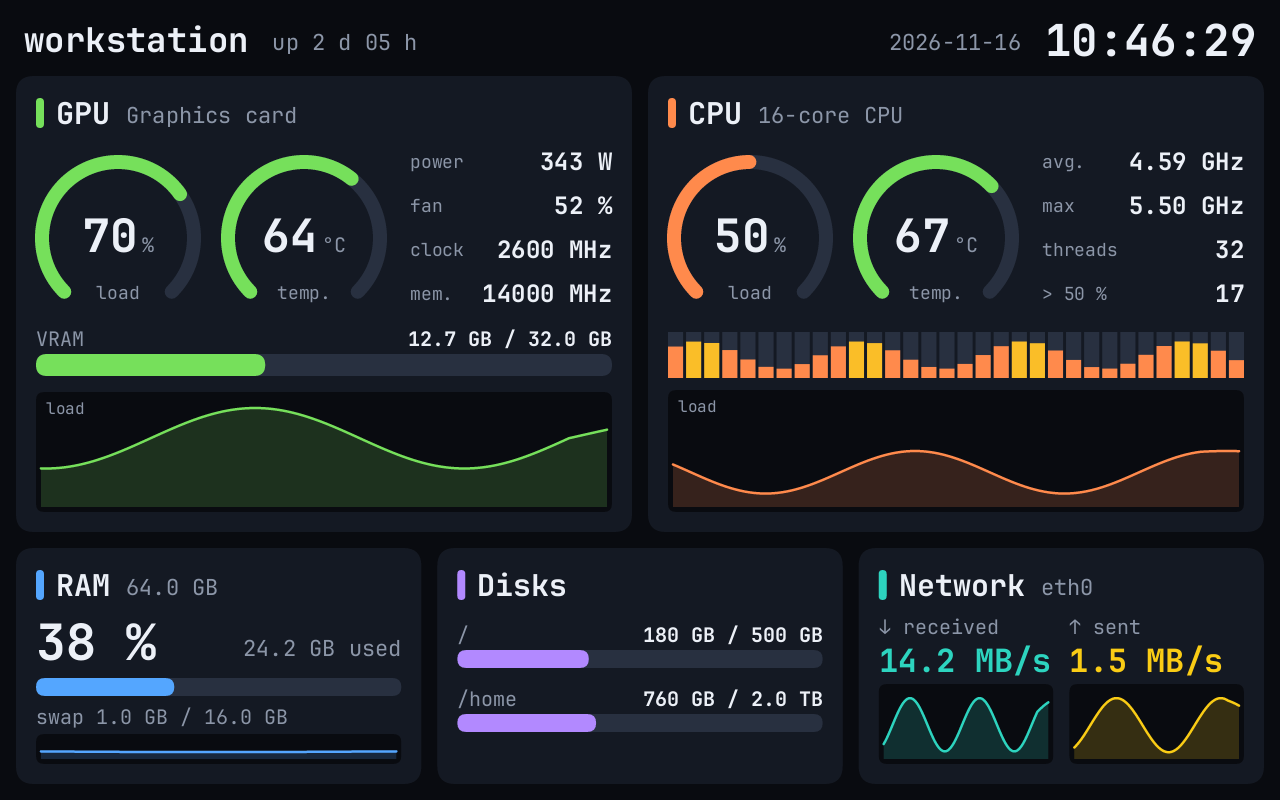 workstation up 2 d 05 h 2026-11-16 10:46:29
GPU Graphics card
70 %
load
64 °C
temp.
power 343 W
fan 52 %
clock 2600 MHz
mem. 14000 MHz
VRAM 12.7 GB / 32.0 GB
load
CPU 16-core CPU
50 %
load
67 °C
temp.
avg. 4.59 GHz
max 5.50 GHz
threads 32
> 50 % 17
load
RAM 64.0 GB
38 % 24.2 GB used
swap 1.0 GB / 16.0 GB
Disks
/ 180 GB / 500 GB
/home 760 GB / 2.0 TB
Network eth0
↓ received ↑ sent
14.2 MB/s 1.5 MB/s